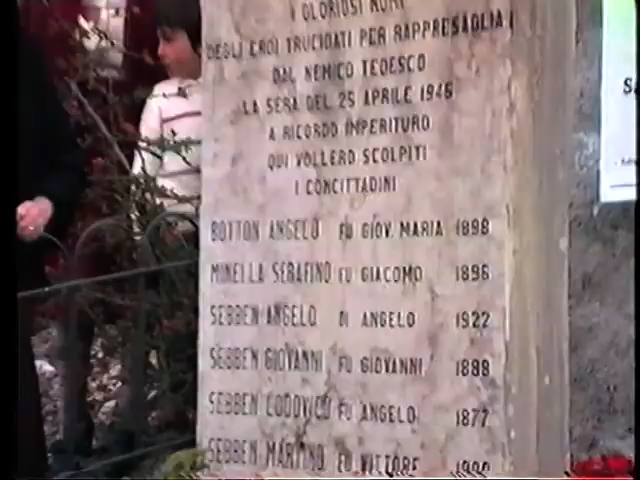 I GLORIOSI NOMI
DEGLI EROI TRUCIDATI PER RAPPRESAGLIA
DAL NEMICO TEDESCO
LA SERA DEL 25 APRILE 1945
A RICORDO IMPERITURO
QUI VOLLERO SCOLPITI
I CONCITTADINI
BOTTON ANGELO FU GIOV. MARIA 1898
MINELLA SERAFINO FU GIACOMO 1896
SEBBEN ANGELO DI ANGELO 1922
SEBBEN GIOVANNI FU GIOVANNI 1888
SEBBEN LODOVICO FU ANGELO 1877
SEBBEN MARTINO FU VITTORE